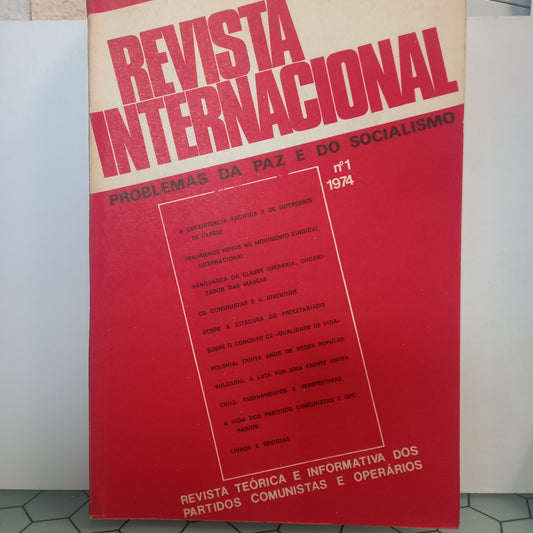 REVISTA
INTERNACIONAL
PROBLEMAS DA PAZ E DO SOCIALISMO
nº1
1974
A COEXISTÊNCIA PACÍFICA E OS INTERESSES
DE CLASSE
FENÓMENOS NOVOS NO MOVIMENTO SINDICAL
INTERNACIONAL
VANGUARDA DA CLASSE OPERÁRIA, ORGANI-
ZADOR DAS MASSAS
OS COMUNISTAS E A JUVENTUDE
SOBRE A DITADURA DO PROLETARIADO
SOBRE O CONCEITO DE «QUALIDADE DE VIDA»
POLONIA: TRINTA ANOS DE PODER POPULAR
BULGARIA: A LUTA POR UMA FRENTE UNIDA
CHILE: ENSINAMENTOS E PERSPECTIVAS
A VIDA DOS PARTIDOS COMUNISTAS E OPE-
RÁRIOS
LIVROS E REVISTAS
REVISTA TEÓRICA E INFORMATIVA DOS
PARTIDOS COMUNISTAS E OPERÁRIOS